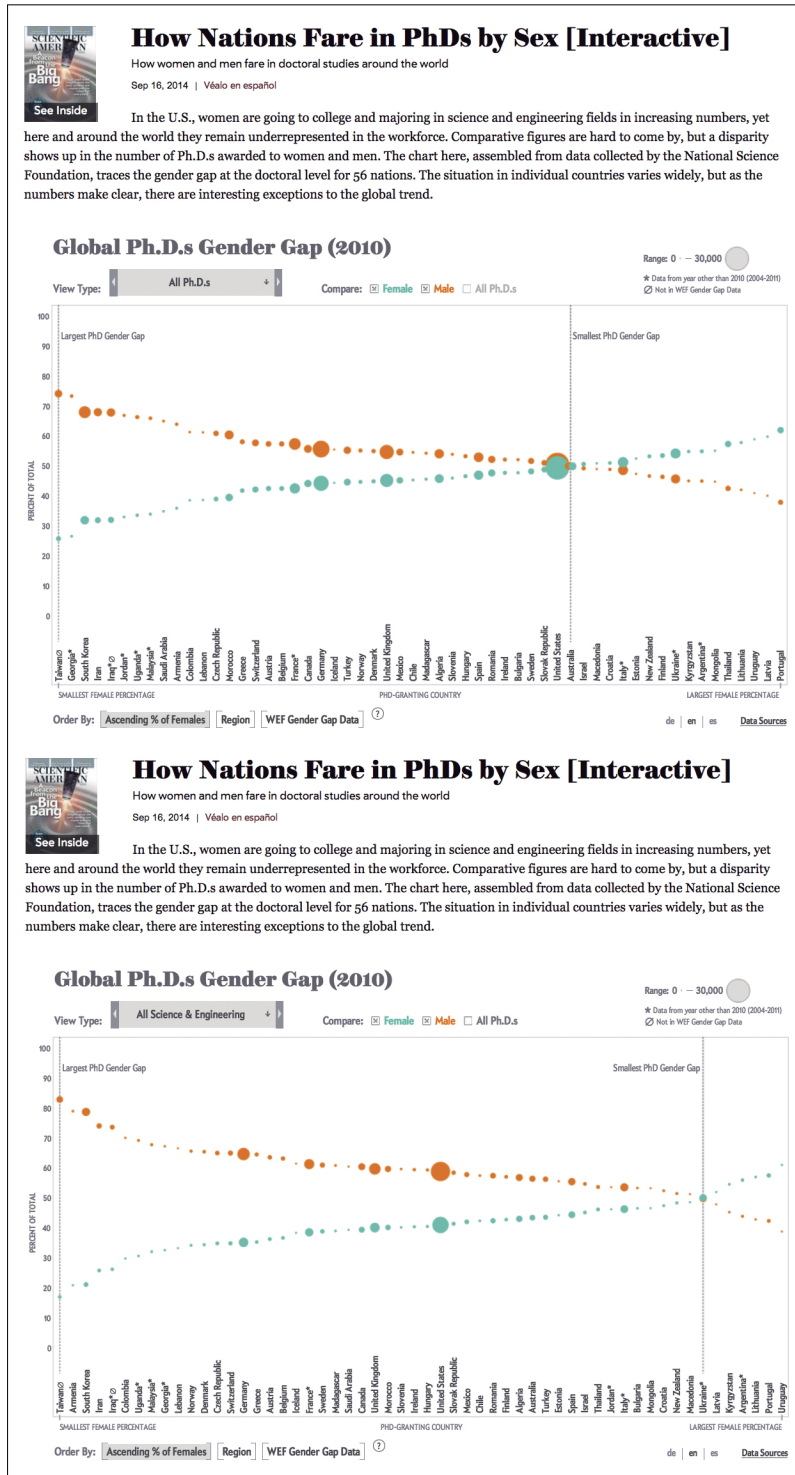 SCIENTIFIC
AMERICAN
A Beacon
from the
Big
Bang
See Inside
How Nations Fare in PhDs by Sex [Interactive]
How women and men fare in doctoral studies around the world
Sep 16, 2014 | Véalo en español
In the U.S., women are going to college and majoring in science and engineering fields in increasing numbers, yet
here and around the world they remain underrepresented in the workforce. Comparative figures are hard to come by, but a disparity
shows up in the number of Ph.D.s awarded to women and men. The chart here, assembled from data collected by the National Science
Foundation, traces the gender gap at the doctoral level for 56 nations. The situation in individual countries varies widely, but as the
numbers make clear, there are interesting exceptions to the global trend.
Global Ph.D.s Gender Gap (2010)
Range: 0 · – 30,000
★ Data from year other than 2010 (2004-2011)
∅ Not in WEF Gender Gap Data
View Type: All Ph.D.s ↓
Compare: Female Male All Ph.D.s
Largest PhD Gender Gap
Smallest PhD Gender Gap
PERCENT OF TOTAL
100
90
80
70
60
50
40
30
20
10
0
Taiwan∅
Georgia*
South Korea
Iran
Iraq*∅
Jordan*
Uganda*
Malaysia*
Saudi Arabia
Armenia
Colombia
Lebanon
Czech Republic
Morocco
Greece
Switzerland
Austria
Belgium
France*
Canada
Germany
Iceland
Turkey
Norway
Denmark
United Kingdom
Mexico
Chile
Madagascar
Algeria
Slovenia
Hungary
Spain
Romania
Ireland
Bulgaria
Sweden
Slovak Republic
United States
Australia
Israel
Macedonia
Croatia
Italy*
Estonia
New Zealand
Finland
Ukraine*
Kyrgyzstan
Argentina*
Mongolia
Thailand
Lithuania
Uruguay
Latvia
Portugal
SMALLEST FEMALE PERCENTAGE
PHD-GRANTING COUNTRY
LARGEST FEMALE PERCENTAGE
Order By: Ascending % of Females Region WEF Gender Gap Data ?
de | en | es Data Sources
SCIENTIFIC
AMERICAN
A Beacon
from the
Big
Bang
See Inside
How Nations Fare in PhDs by Sex [Interactive]
How women and men fare in doctoral studies around the world
Sep 16, 2014 | Véalo en español
In the U.S., women are going to college and majoring in science and engineering fields in increasing numbers, yet
here and around the world they remain underrepresented in the workforce. Comparative figures are hard to come by, but a disparity
shows up in the number of Ph.D.s awarded to women and men. The chart here, assembled from data collected by the National Science
Foundation, traces the gender gap at the doctoral level for 56 nations. The situation in individual countries varies widely, but as the
numbers make clear, there are interesting exceptions to the global trend.
Global Ph.D.s Gender Gap (2010)
Range: 0 · – 30,000
★ Data from year other than 2010 (2004-2011)
∅ Not in WEF Gender Gap Data
View Type: All Science & Engineering ↓
Compare: Female Male All Ph.D.s
Largest PhD Gender Gap
Smallest PhD Gender Gap
PERCENT OF TOTAL
100
90
80
70
60
50
40
30
20
10
0
Taiwan∅
Armenia
South Korea
Iran
Iraq*∅
Colombia
Uganda*
Malaysia*
Georgia*
Lebanon
Norway
Denmark
Czech Republic
Switzerland
Germany
Greece
Austria
Belgium
Iceland
France*
Sweden
Madagascar
Saudi Arabia
Canada
United Kingdom
Morocco
Slovenia
Ireland
Hungary
United States
Slovak Republic
Mexico
Chile
Romania
Finland
Algeria
Australia
Turkey
Estonia
Spain
Israel
Thailand
Jordan*
Italy*
Bulgaria
Mongolia
Croatia
New Zealand
Macedonia
Ukraine*
Latvia
Kyrgyzstan
Argentina*
Lithuania
Portugal
Uruguay
SMALLEST FEMALE PERCENTAGE
PHD-GRANTING COUNTRY
LARGEST FEMALE PERCENTAGE
Order By: Ascending % of Females Region WEF Gender Gap Data ?
de | en | es Data Sources